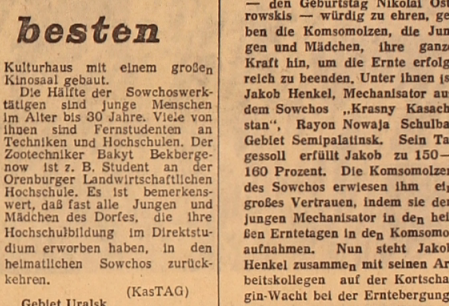 besten
Kulturhaus mit einem großen
Kinosaal gebaut.
Die Hälfte der Sowchoswerk-
tätigen sind junge Menschen
im Alter bis 30 Jahre. Viele von
ihnen sind Fernstudenten an
Techniken und Hochschulen. Der
Zootechniker Bakyt Bekberge-
now ist z. B. Student an der
Orenburger Landwirtschaftlichen
Hochschule. Es ist bemerkens-
wert, daß fast alle Jungen und
Mädchen des Dorfes, die ihre
Hochschulbildung im Direktstu-
dium erworben haben, in den
heimatlichen Sowchos zurück-
kehren.
(KasTAG)
Gebiet Uralsk
— den Geburtstag Nikolai Ost
rowskis — würdig zu ehren, ge
ben die Komsomolzen, die Jun
gen und Mädchen, ihre ganz
Kraft hin, um die Ernte erfolg
reich zu beenden. Unter ihnen is
Jakob Henkel, Mechanisator aus
dem Sowchos „Krasny Kasach
stan“, Rayon Nowaja Schulba
Gebiet Semipalatinsk. Sein Ta
gessoll erfüllt Jakob zu 150—
160 Prozent. Die Komsomolzen
des Sowchos erwiesen ihm ein
großes Vertrauen, indem sie den
jungen Mechanisator in den hei
ßen Erntetagen in den Komsomo
aufnahmen. Nun steht Jakob
Henkel zusammen mit seinen Ar
beitskollegen auf der Kortscha
gin-Wacht bei der Erntebergung